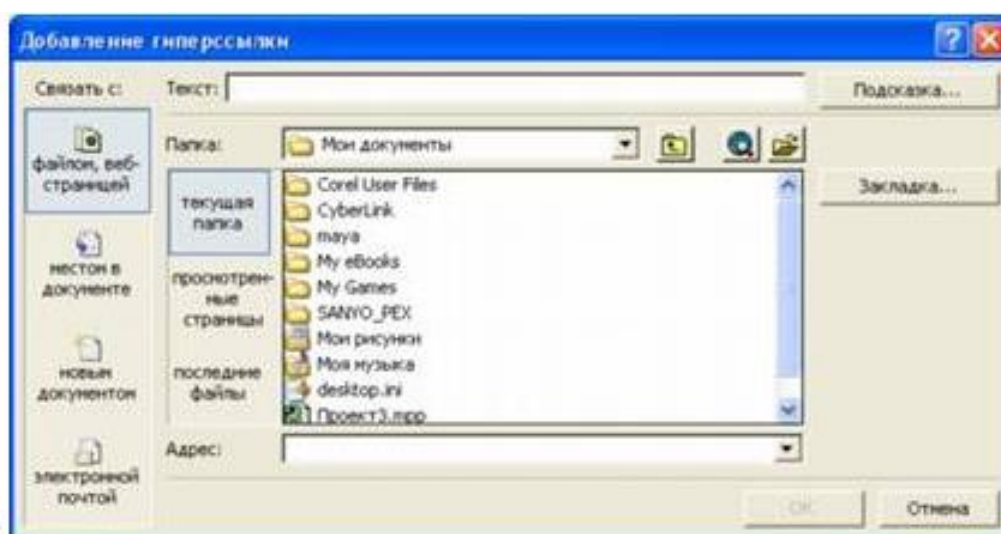 Добавление гиперссылки
Связать с:
Текст:
Подсказка...
файлом, веб-
страницей
Папка:
Мои документы
Закладка...
текущая
папка
Corel User Files
CyberLink
maya
My eBooks
My Games
SANYO_PEX
Мои рисунки
Моя музыка
desktop.ini
Проект3.mpp
местом в
документе
просмотрен-
ные
страницы
новым
документом
последние
файлы
Адрес:
электронной
почтой
ОК
Отмена